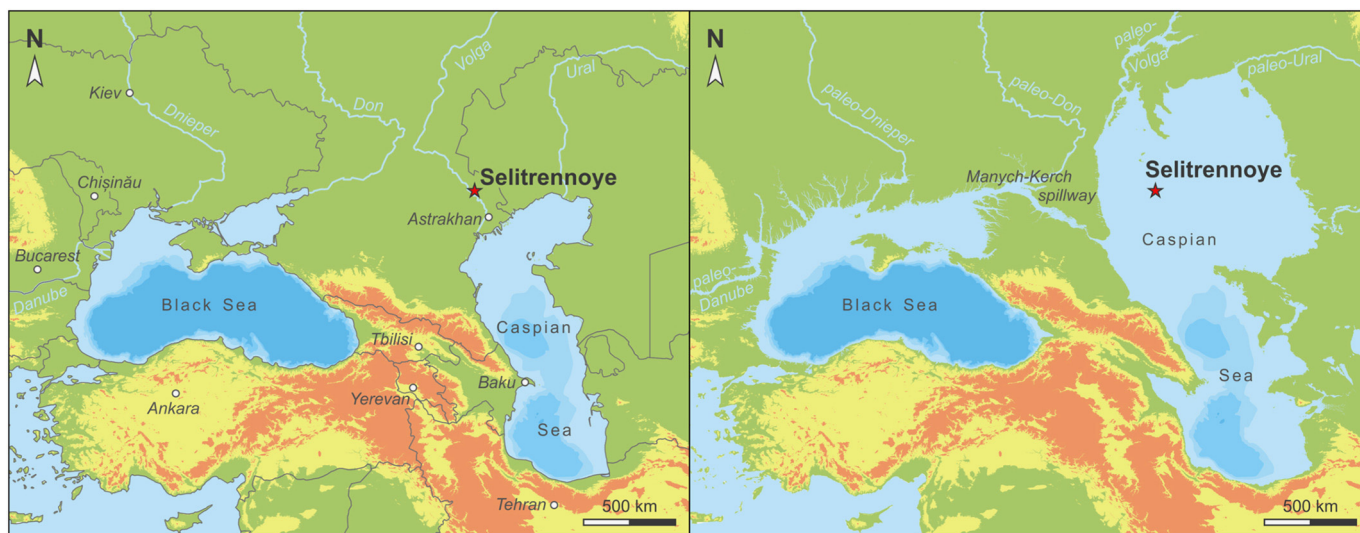 N
Volga
Ural
Kiev
Dnieper
Don
Selitrennoye
Chișinău
Astrakhan
Bucarest
Danube
Black Sea
Caspian
Tbilisi
Baku
Yerevan
Ankara
Sea
Tehran
500 km
N
paleo-
Volga
paleo-Ural
paleo-Dnieper
paleo-Don
Manych-Kerch
spillway
Selitrennoye
Caspian
paleo-
Danube
Black Sea
Sea
500 km